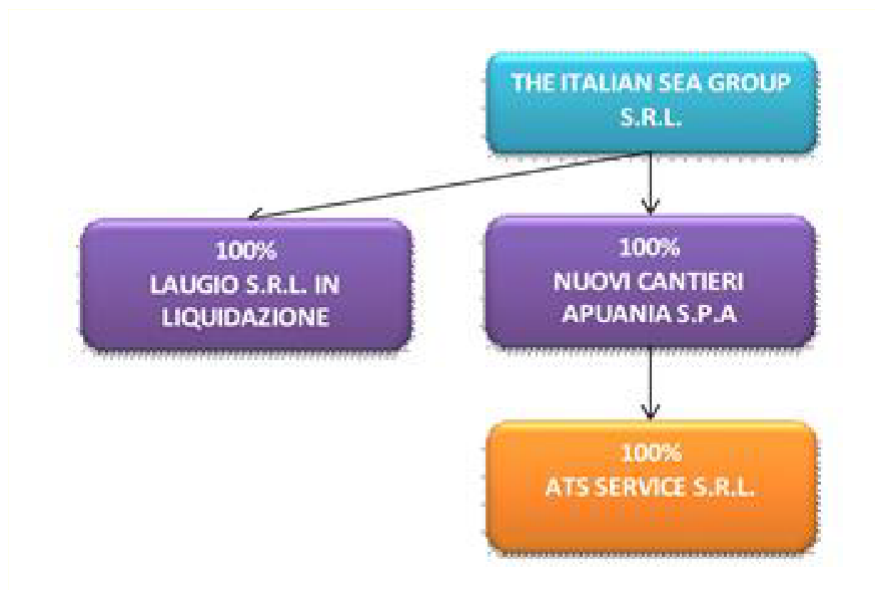 THE ITALIAN SEA GROUP
S.R.L.
100%
LAUGIO S.R.L. IN
LIQUIDAZIONE
100%
NUOVI CANTIERI
APUANIA S.P.A
100%
ATS SERVICE S.R.L.